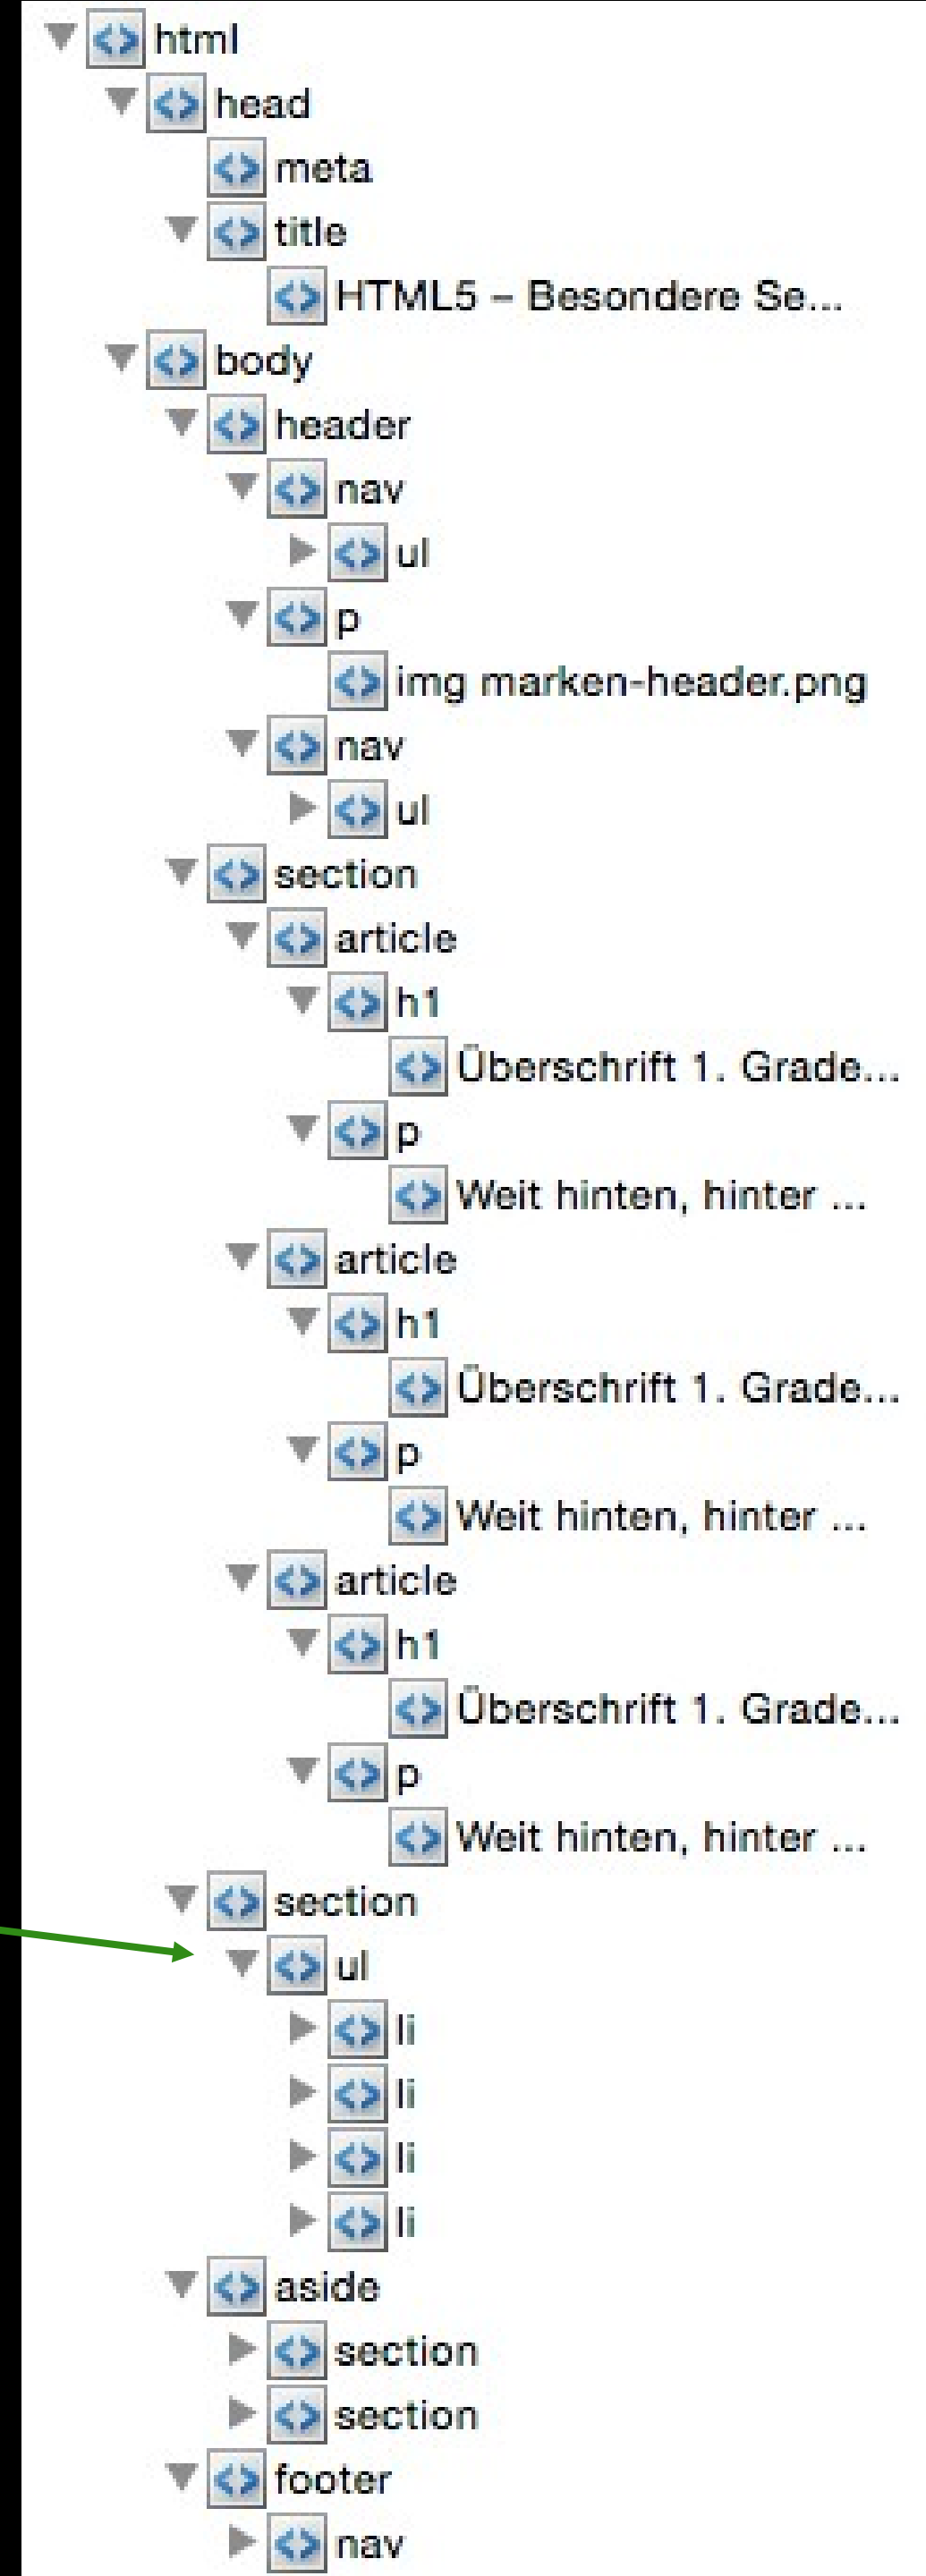 html
head
meta
title
HTML5 – Besondere Se...
body
header
nav
ul
p
img marken-header.png
nav
ul
section
article
h1
Überschrift 1. Grade...
p
Weit hinten, hinter ...
article
h1
Überschrift 1. Grade...
p
Weit hinten, hinter ...
article
h1
Überschrift 1. Grade...
p
Weit hinten, hinter ...
section
ul
li
li
li
li
aside
section
section
footer
nav